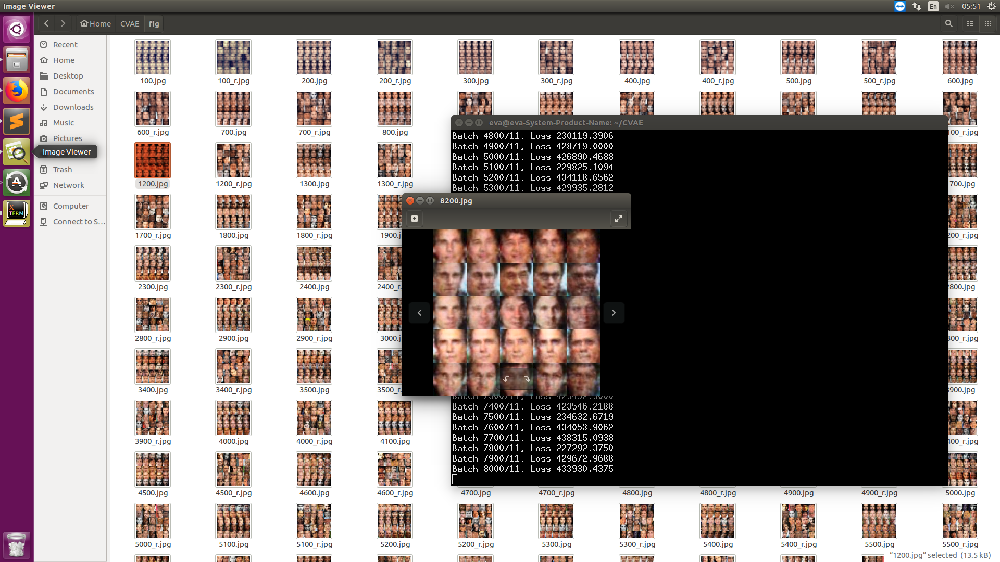 Image Viewer
En
05:51
Home
CVAE
fig
Recent
Home
Desktop
Documents
Downloads
Music
Pictures
Image Viewer
Trash
Network
Computer
Connect to S...
100.jpg 100_r.jpg 200.jpg 200_r.jpg 300.jpg 300_r.jpg 400.jpg 400_r.jpg 500.jpg 500_r.jpg 600.jpg
600_r.jpg 700.jpg 700_r.jpg 800.jpg 100_r.jpg
1200.jpg 1200_r.jpg 1300.jpg 1300_r.jpg 1700.jpg
1700_r.jpg 1800.jpg 1800_r.jpg 1900.j 200_r.jpg
2300.jpg 2300_r.jpg 2400.jpg 2400_r. 2800.jpg
2800_r.jpg 2900.jpg 2900_r.jpg 3000.j 300_r.jpg
3400.jpg 3400_r.jpg 3500.jpg 3500_r. 3900.jpg
3900_r.jpg 4000.jpg 4000_r.jpg 4100.jpg 400_r.jpg
4500.jpg 4500_r.jpg 4600.jpg 4600_r.jpg 4700.jpg 4700_r.jpg 4800.jpg 4800_r.jpg 4900.jpg 4900_r.jpg 5000.jpg
5000_r.jpg 5100.jpg 5100_r.jpg 5200.jpg 5200_r.jpg 5300.jpg 5300_r.jpg 5400.jpg 5400_r.jpg 5500.jpg 5500_r.jpg
eva@eva-System-Product-Name: ~/CVAE
Batch 4800/11, Loss 230119.3906
Batch 4900/11, Loss 428719.0000
Batch 5000/11, Loss 426890.4688
Batch 5100/11, Loss 229825.1094
Batch 5200/11, Loss 434118.6562
Batch 5300/11, Loss 429935.2812
8200.jpg
Batch 7400/11, Loss 423546.2188
Batch 7500/11, Loss 234632.6719
Batch 7600/11, Loss 434053.9062
Batch 7700/11, Loss 438315.0938
Batch 7800/11, Loss 227292.3750
Batch 7900/11, Loss 429672.9688
Batch 8000/11, Loss 433930.4375
X
TERM
"1200.jpg" selected (13.5 kB)